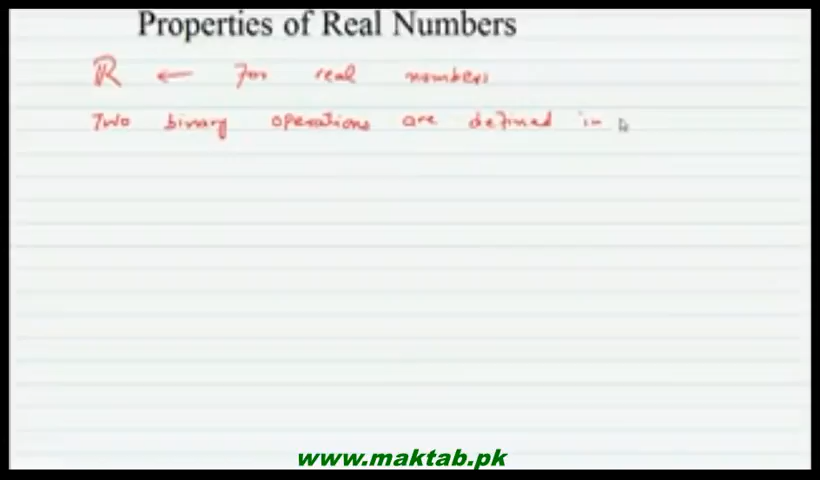 Properties of Real Numbers
ℝ ← For real numbers
Two binary operations are defined in
www.maktab.pk